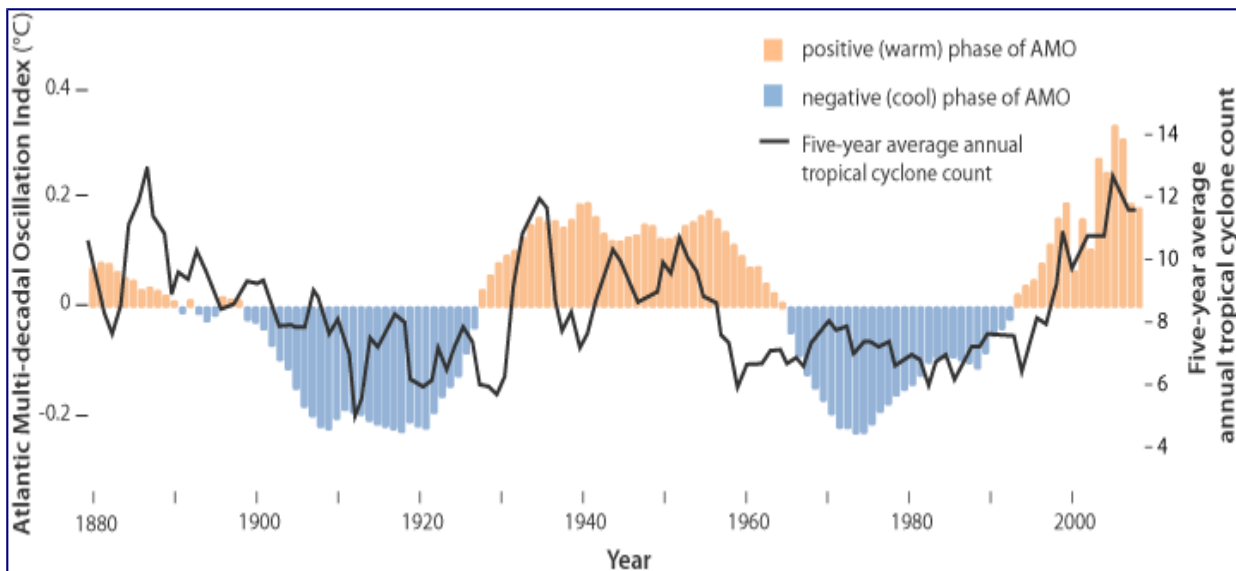 Atlantic Multi-decadal Oscillation Index (°C)
0.4
0.2
0
-0.2
positive (warm) phase of AMO
negative (cool) phase of AMO
Five-year average annual
tropical cyclone count
- 14
- 12
- 10
- 8
- 6
- 4
Five-year average
annual tropical cyclone count
1880
1900
1920
1940
1960
1980
2000
Year